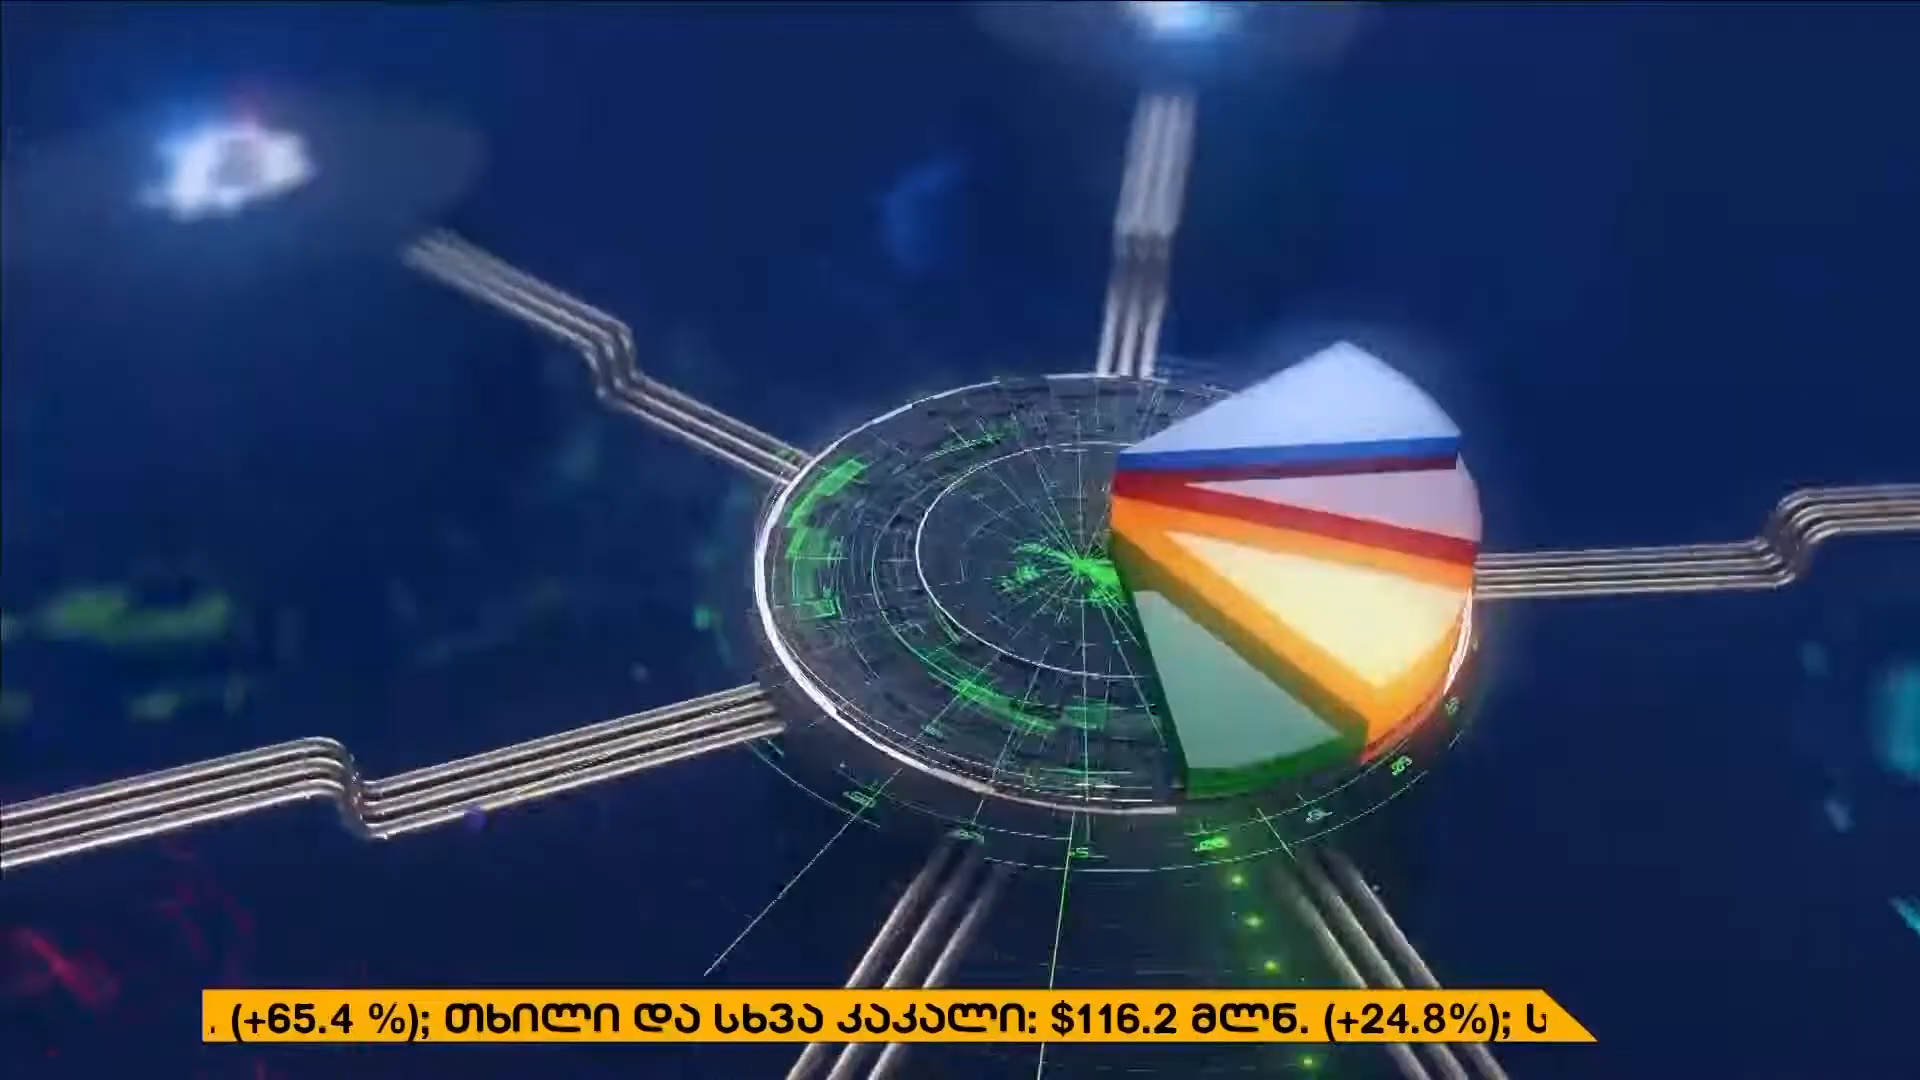 . (+65.4 %); თხილი და სხვა კაკალი: $116.2 მლნ. (+24.8%); ს